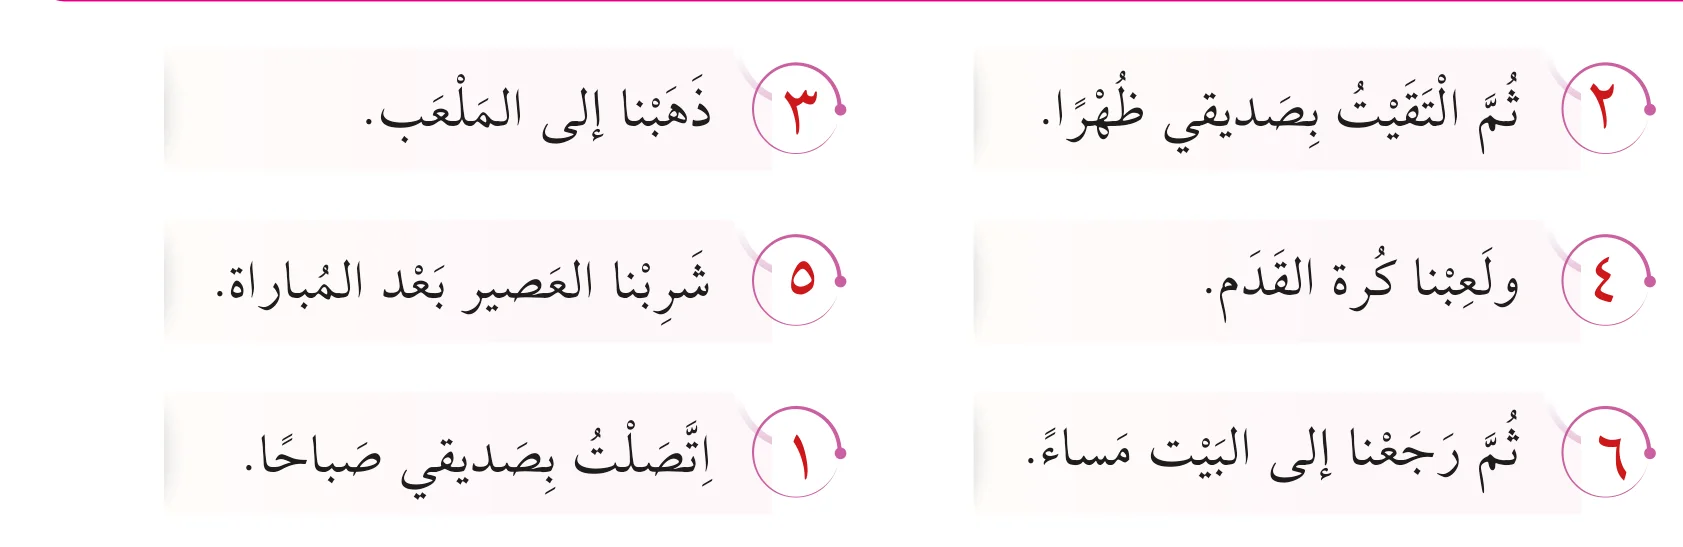 ٢ ثُمَّ الْتَقَيْتُ بِصَديقي ظُهْرًا.
٣ ذَهَبْنا إلى المَلْعَب.
٤ ولَعِبْنا كُرة القَدَم.
٥ شَرِبْنا العَصير بَعْد المُباراة.
٦ ثُمَّ رَجَعْنا إلى البَيْت مَساءً.
١ اِتَّصَلْتُ بِصَديقي صَباحًا.